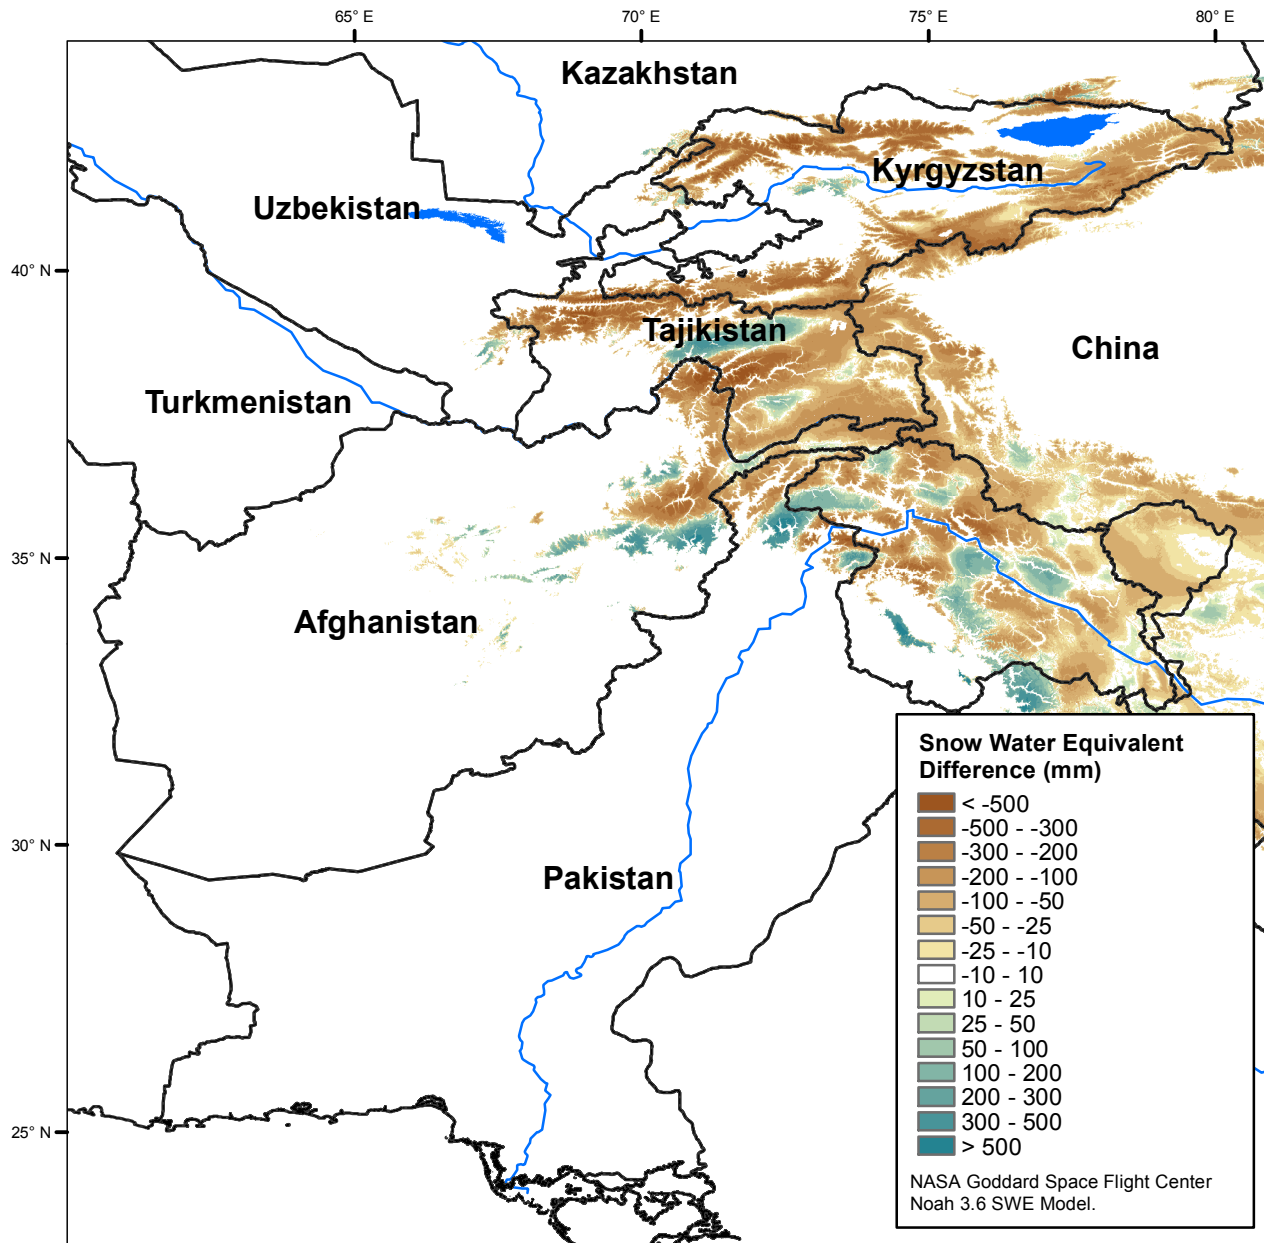 65° E
70° E
75° E
80° E
Kazakhstan
Kyrgyzstan
Uzbekistan
40° N
Tajikistan
China
Turkmenistan
35° N
Afghanistan
Snow Water Equivalent
Difference (mm)
< -500
-500 - -300
-300 - -200
-200 - -100
-100 - -50
-50 - -25
-25 - -10
-10 - 10
10 - 25
25 - 50
50 - 100
100 - 200
200 - 300
300 - 500
> 500
NASA Goddard Space Flight Center
Noah 3.6 SWE Model.
30° N
Pakistan
25° N